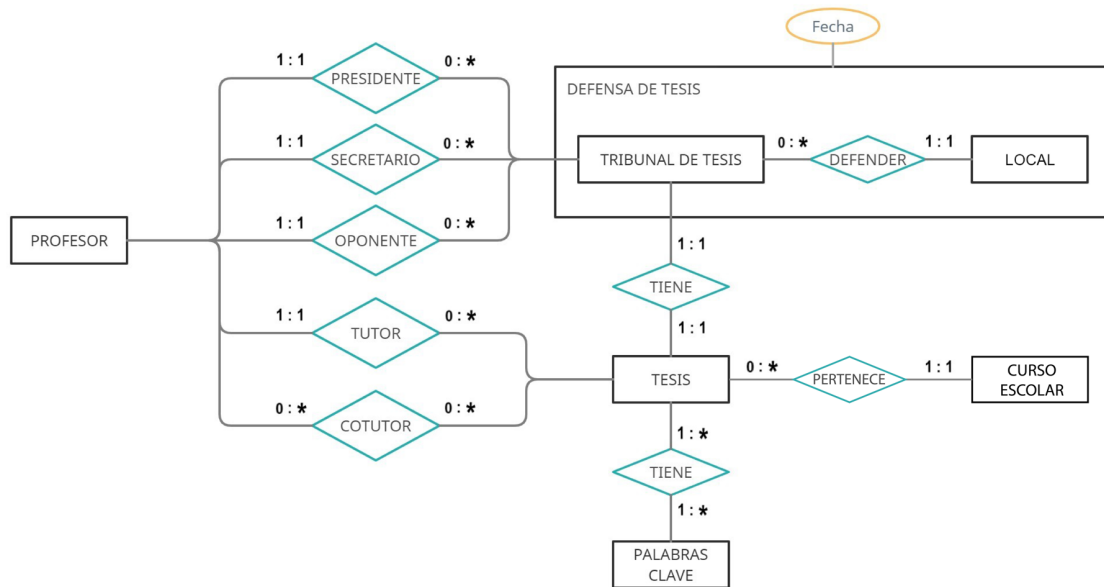 Fecha
1 : 1
PRESIDENTE
0 : *
DEFENSA DE TESIS
1 : 1
SECRETARIO
0 : *
TRIBUNAL DE TESIS
0 : *
DEFENDER
1 : 1
LOCAL
PROFESOR
1 : 1
OPONENTE
0 : *
1 : 1
TIENE
1 : 1
1 : 1
TUTOR
0 : *
TESIS
0 : *
PERTENECE
1 : 1
CURSO
ESCOLAR
0 : *
COTUTOR
0 : *
1 : *
TIENE
1 : *
PALABRAS
CLAVE